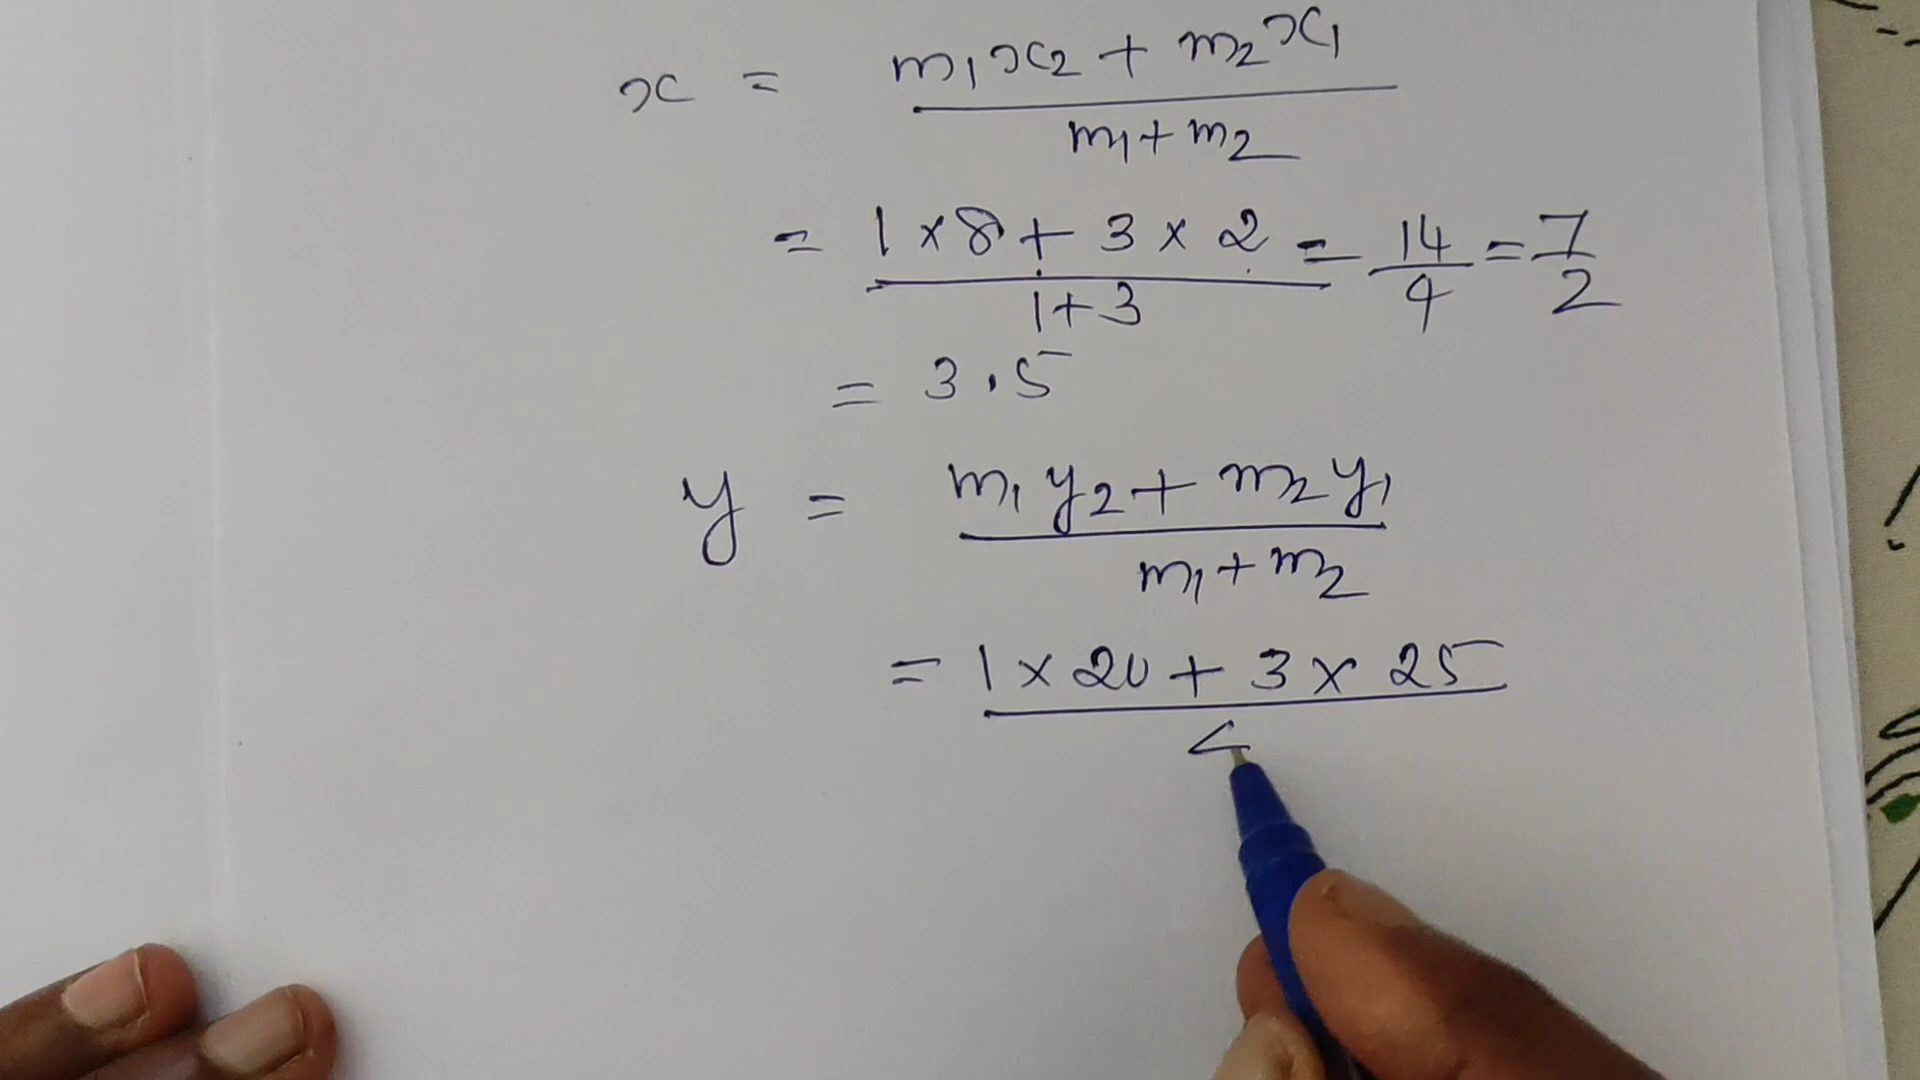 x = m₁x₂ + m₂x₁ / m₁ + m₂
= 1 × 8 + 3 × 2 / 1 + 3 = 14 / 4 = 7 / 2
= 3.5
y = m₁y₂ + m₂y₁ / m₁ + m₂
= 1 × 20 + 3 × 25 / 4